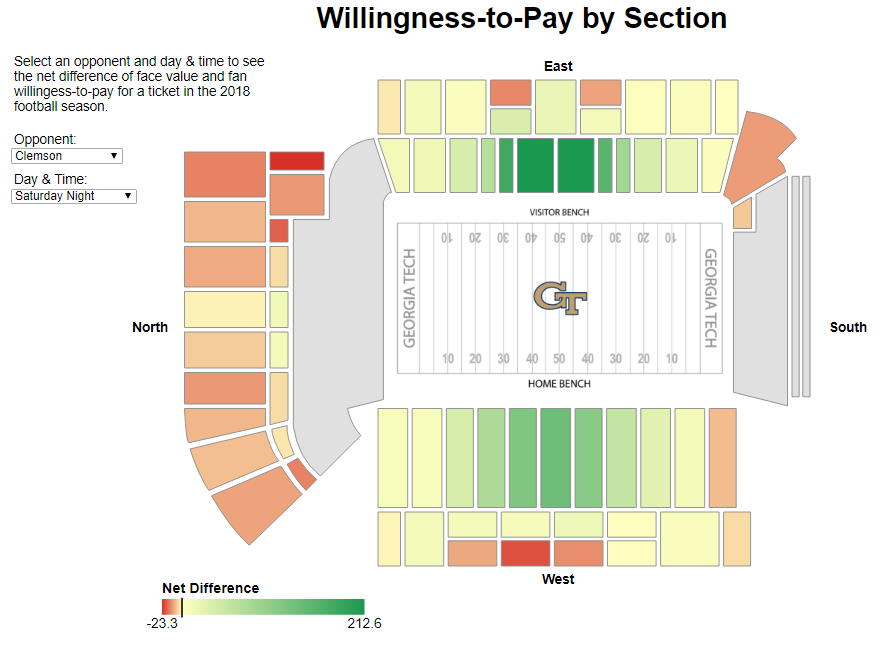 Willingness-to-Pay by Section
Select an opponent and day & time to see
the net difference of face value and fan
willingess-to-pay for a ticket in the 2018
football season.
Opponent:
Clemson
Day & Time:
Saturday Night
East
VISITOR BENCH
10 20 30 40 50 40 30 20 10
GEORGIA TECH
GT
GEORGIA TECH
North
South
10 20 30 40 50 40 30 20 10
HOME BENCH
West
Net Difference
-23.3 212.6